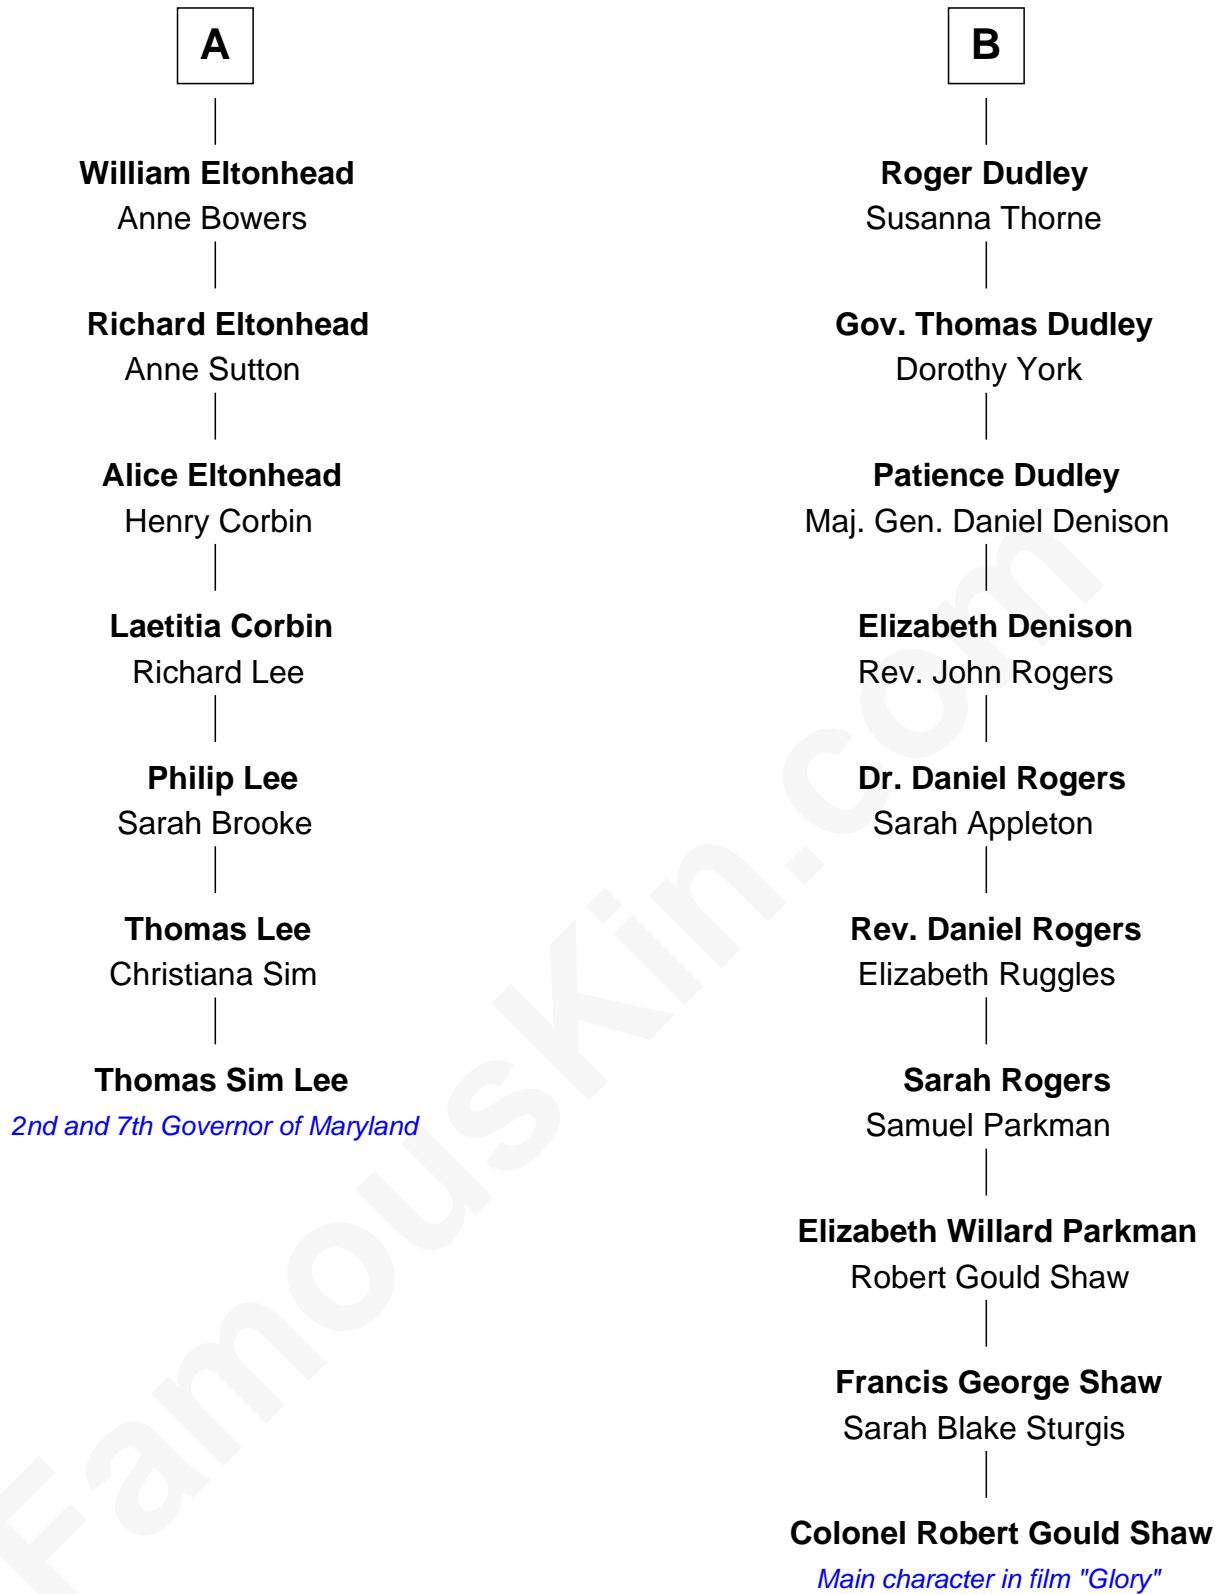 A
William Eltonhead
Anne Bowers
Richard Eltonhead
Anne Sutton
Alice Eltonhead
Henry Corbin
Laetitia Corbin
Richard Lee
Philip Lee
Sarah Brooke
Thomas Lee
Christiana Sim
Thomas Sim Lee
2nd and 7th Governor of Maryland
B
Roger Dudley
Susanna Thorne
Gov. Thomas Dudley
Dorothy York
Patience Dudley
Maj. Gen. Daniel Denison
Elizabeth Denison
Rev. John Rogers
Dr. Daniel Rogers
Sarah Appleton
Rev. Daniel Rogers
Elizabeth Ruggles
Sarah Rogers
Samuel Parkman
Elizabeth Willard Parkman
Robert Gould Shaw
Francis George Shaw
Sarah Blake Sturgis
Colonel Robert Gould Shaw
Main character in film "Glory"
FamousKin.com